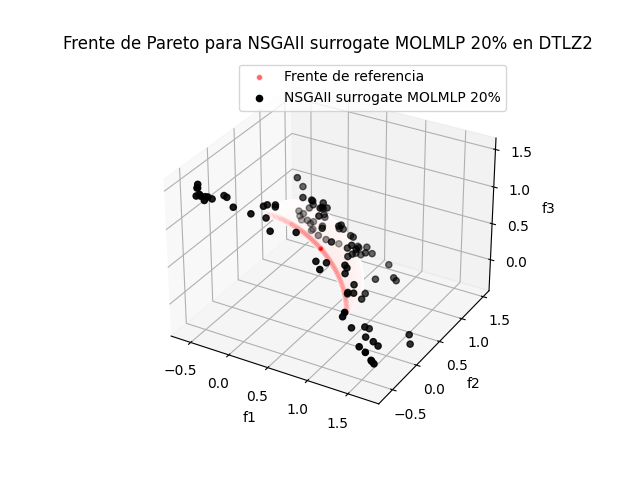 Frente de Pareto para NSGAII surrogate MOLMLP 20% en DTLZ2
Frente de referencia
NSGAII surrogate MOLMLP 20%
1.5
1.0
f3
0.5
0.0
1.5
1.0
0.5
f2
0.0
−0.5
−0.5
0.0
0.5
1.0
1.5
f1